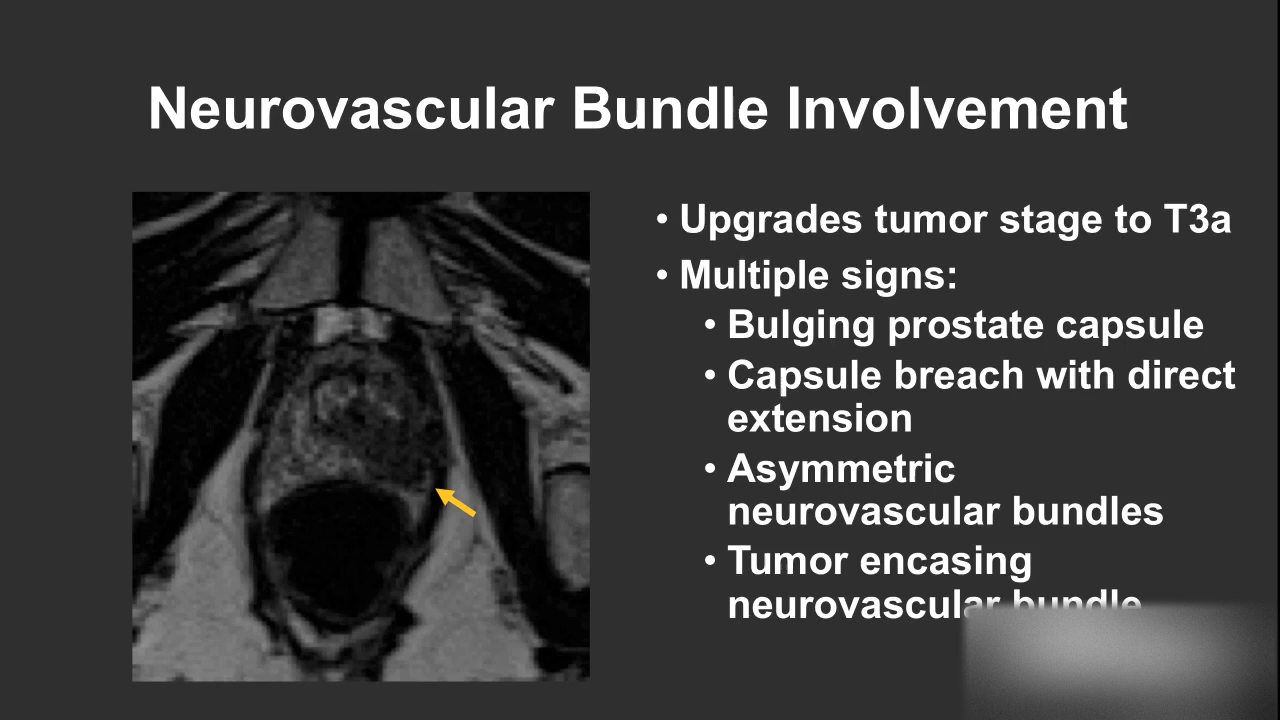 Neurovascular Bundle Involvement
• Upgrades tumor stage to T3a
• Multiple signs:
• Bulging prostate capsule
• Capsule breach with direct
extension
• Asymmetric
neurovascular bundles
• Tumor encasing
neurovascular bundle